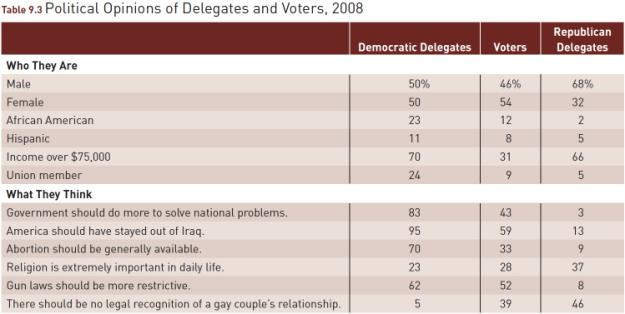 Table 9.3 Political Opinions of Delegates and Voters, 2008
Republican
Democratic Delegates Voters Delegates
Who They Are
Male 50% 46% 68%
Female 50 54 32
African American 23 12 2
Hispanic 11 8 5
Income over $75,000 70 31 66
Union member 24 9 5
What They Think
Government should do more to solve national problems. 83 43 3
America should have stayed out of Iraq. 95 59 13
Abortion should be generally available. 70 33 9
Religion is extremely important in daily life. 23 28 37
Gun laws should be more restrictive. 62 52 8
There should be no legal recognition of a gay couple's relationship. 5 39 46